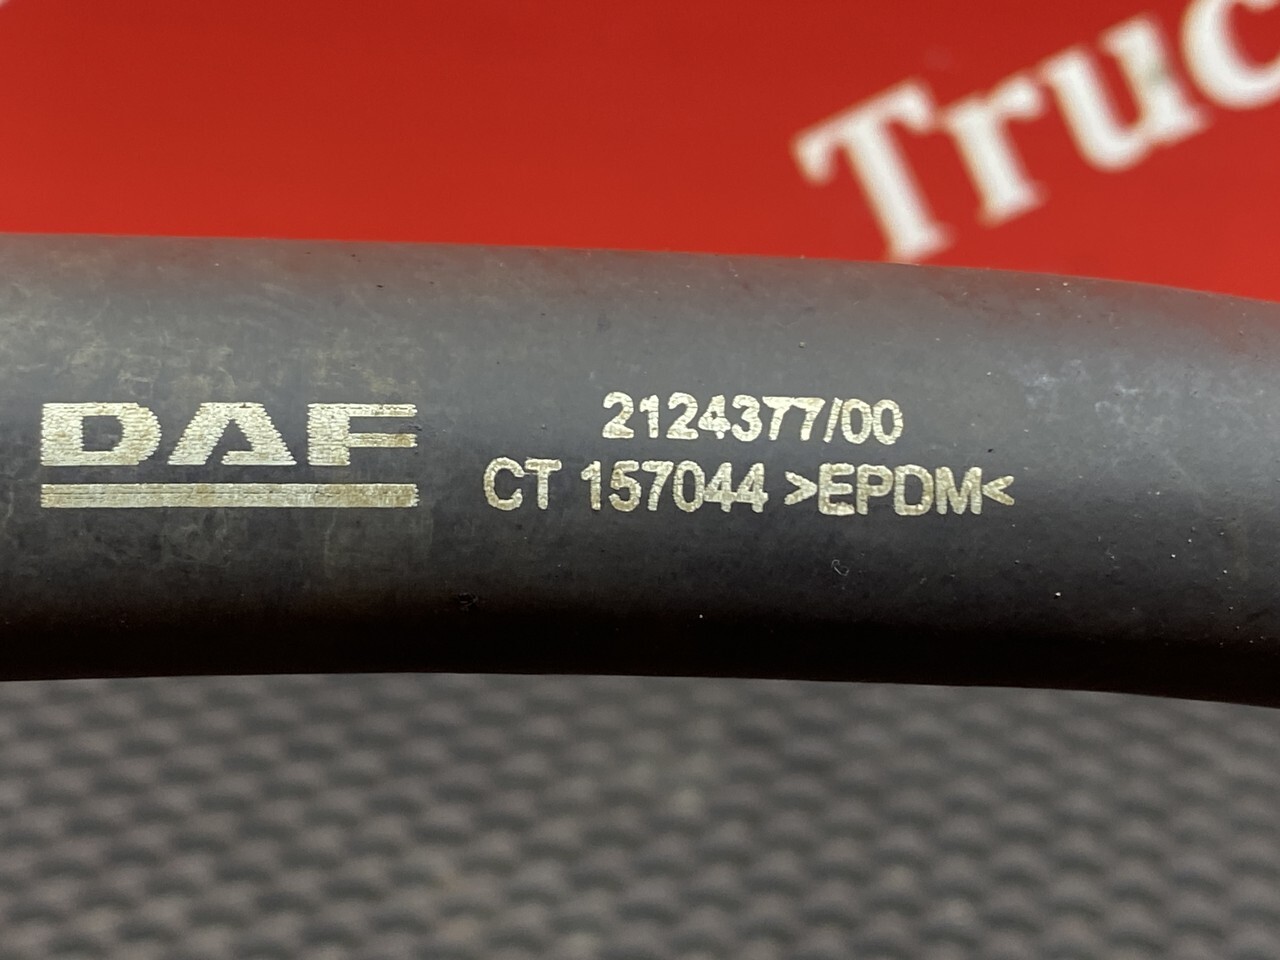 Truc
DAF
2124377/00
CT 157044 >EPDM<